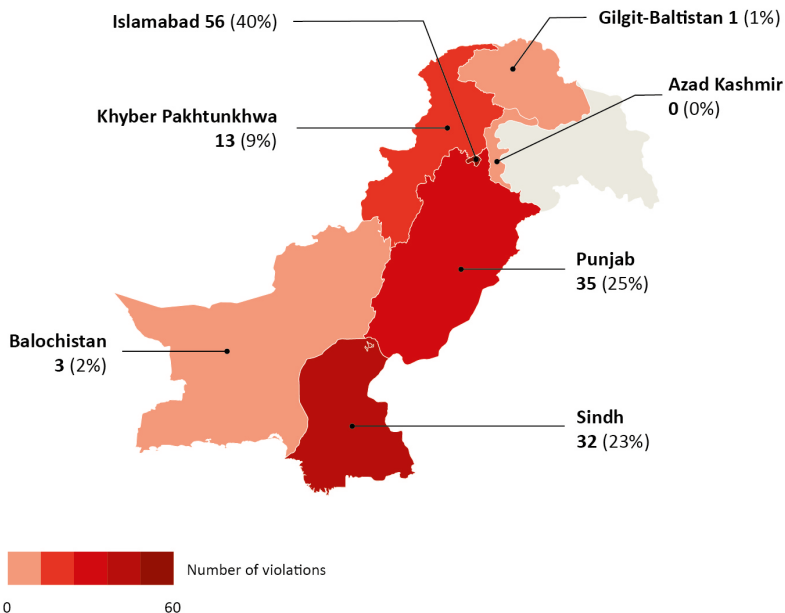 Islamabad 56 (40%)
Gilgit-Baltistan 1 (1%)
Azad Kashmir
0 (0%)
Khyber Pakhtunkhwa
13 (9%)
Punjab
35 (25%)
Balochistan
3 (2%)
Sindh
32 (23%)
Number of violations
0 60